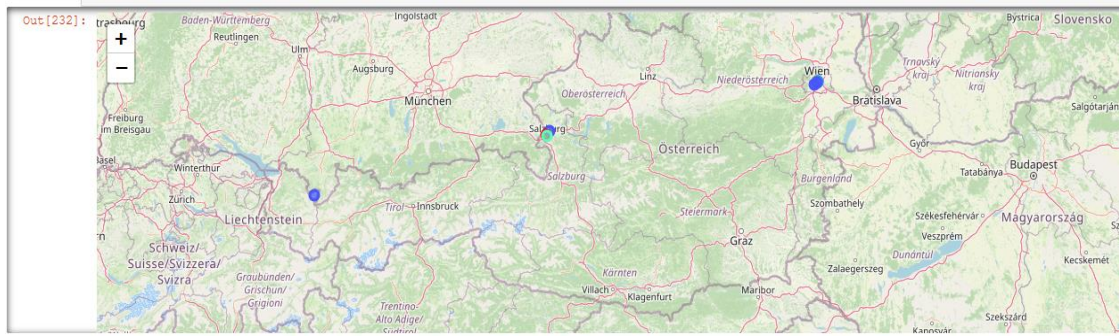 Out[232]:
trasbourg
Baden-Württemberg
Ingolstadt
Bystrica
Slovensko
+
Reutlingen
Ulm
Augsburg
Linz
Niederösterreich
Wien
Trnavský
kraj
Nitriansky
kraj
−
München
Oberösterreich
Bratislava
Salgótarján
Freiburg
im Breisgau
Salzburg
Österreich
Győr
Basel
Winterthur
Budapest
Zürich
Salzburg
Burgenland
Tatabánya
Liechtenstein
Tirol
Innsbruck
Steiermark
Szombathely
Székesfehérvár
Magyarország
Schweiz/
Suisse/Svizzera/
Svizra
Graz
Veszprém
Graubünden/
Grischun/
Grigioni
Kärnten
Zalaegerszeg
Dunántúl
Kecskemét
Villach
Klagenfurt
Maribor
Trentino-
Alto Adige/
Südtirol
Szekszárd
Kaposvár